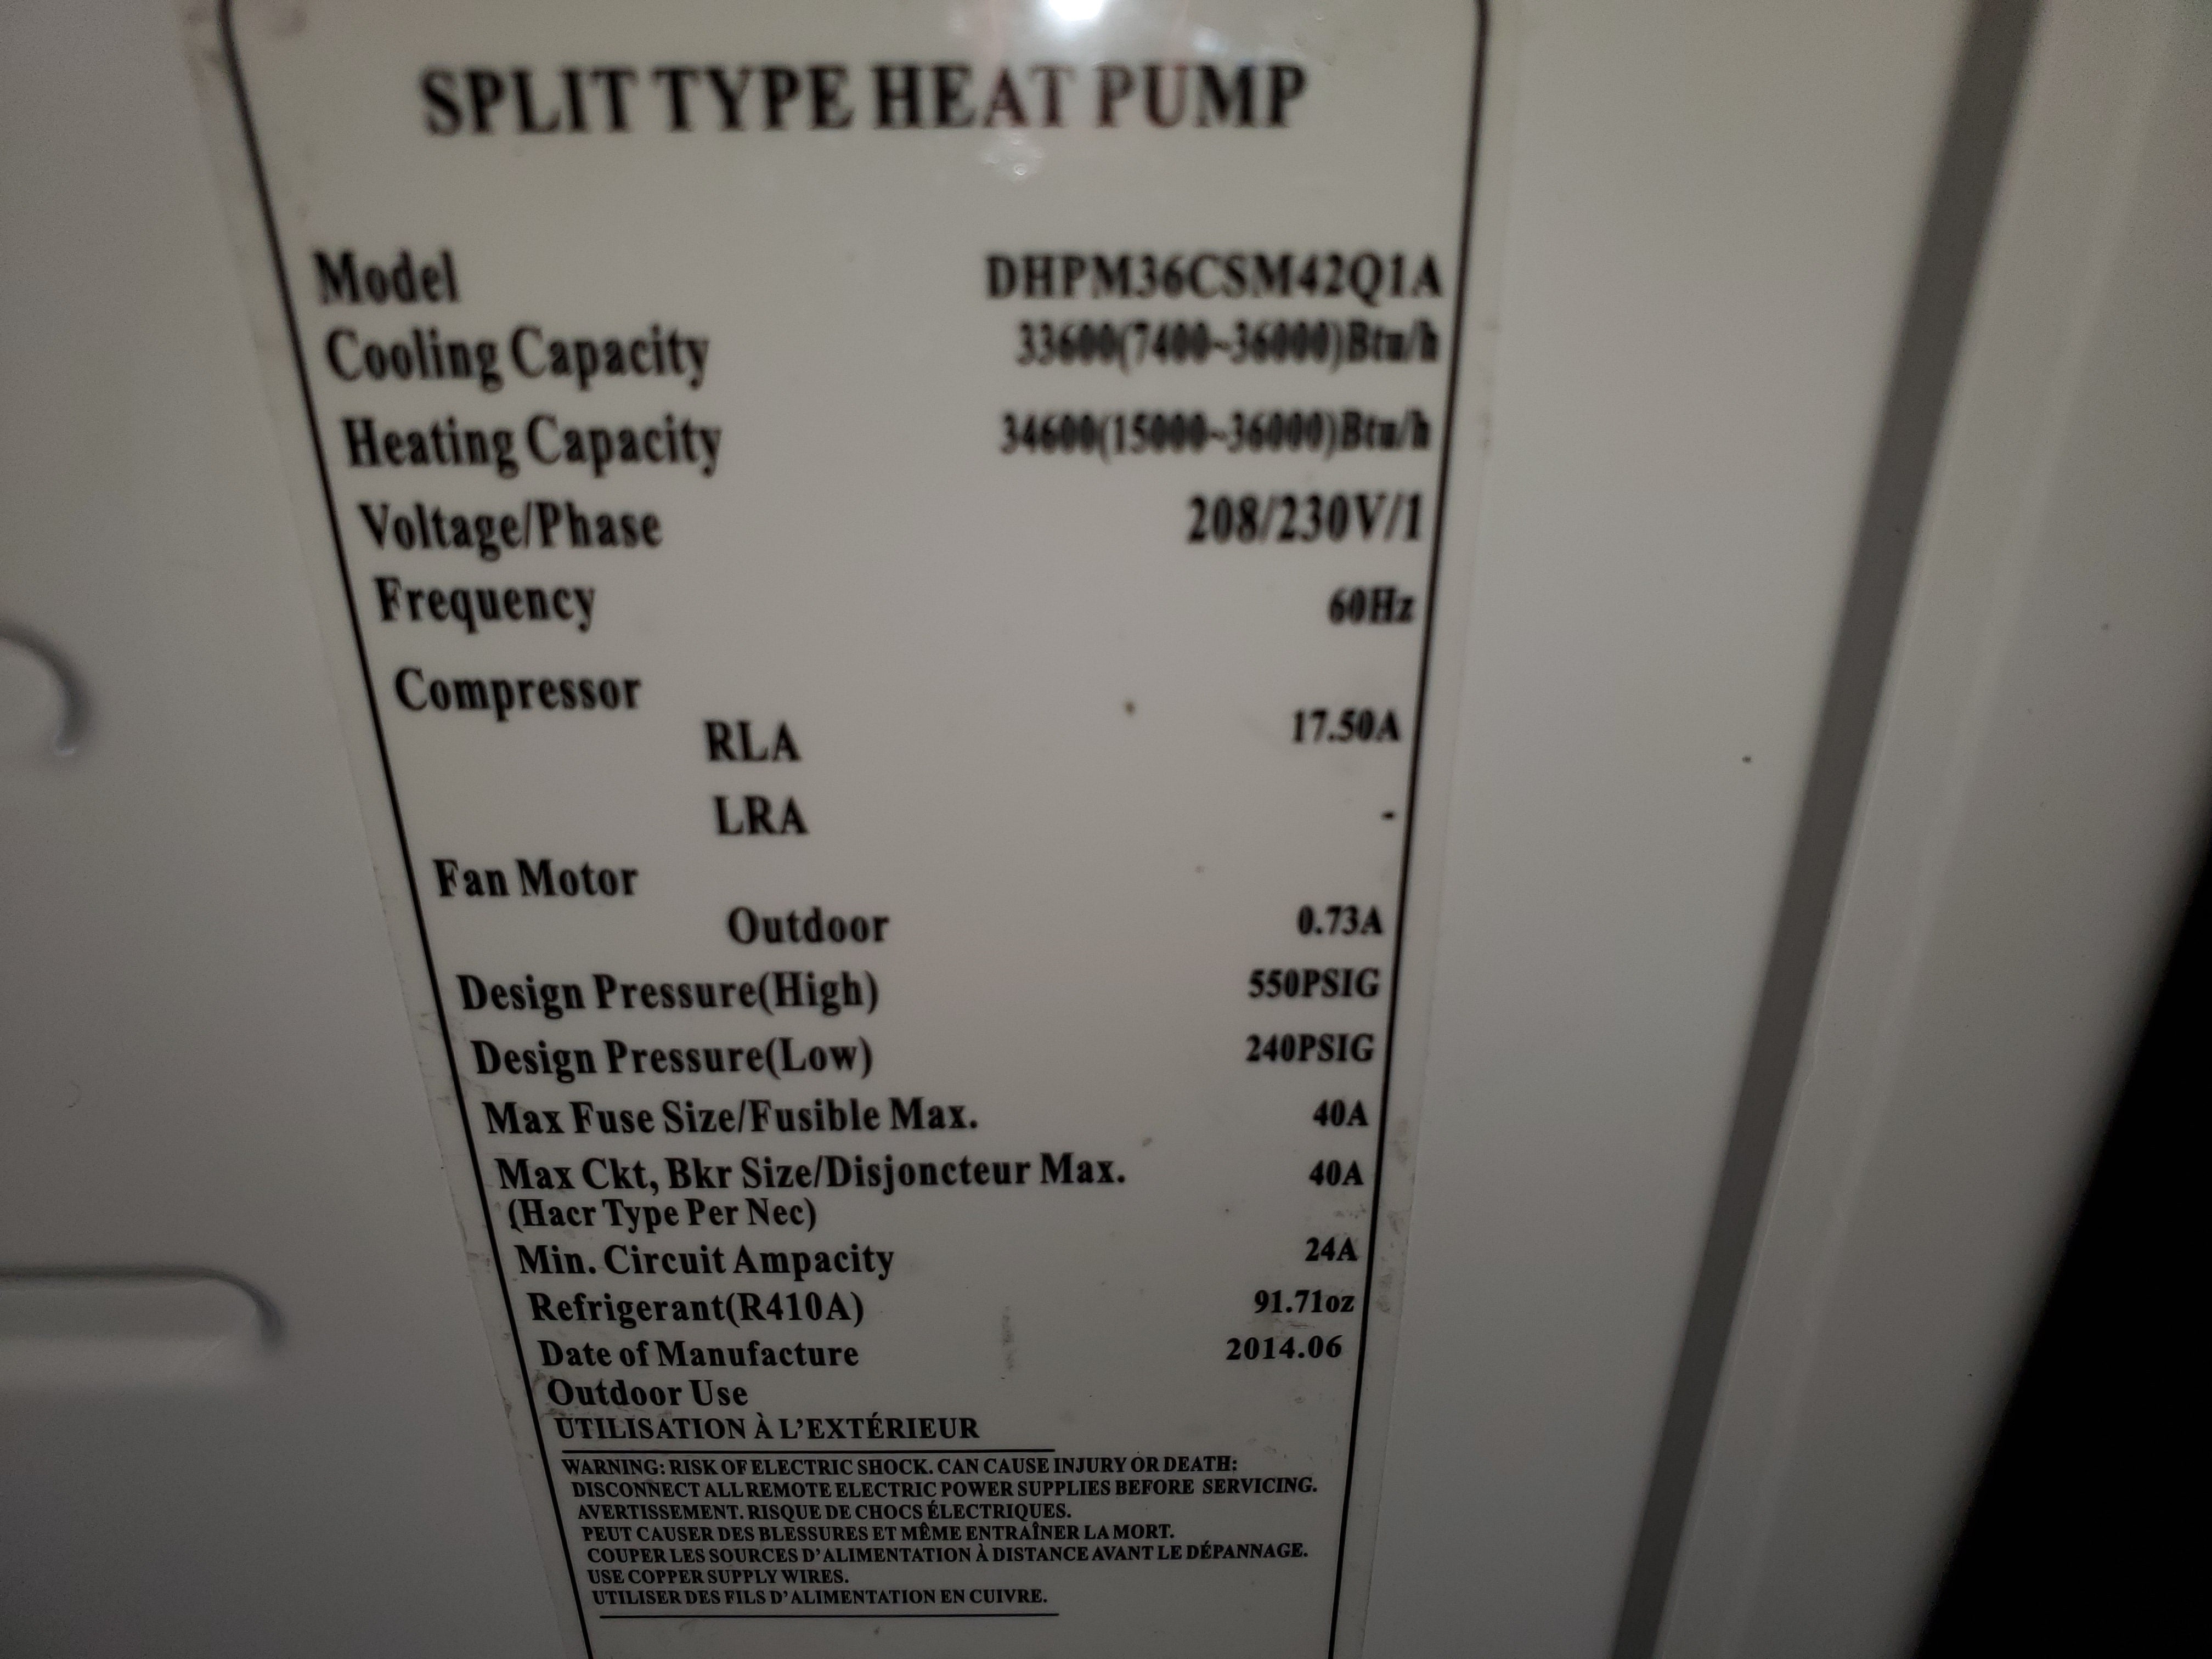 SPLIT TYPE HEAT PUMP
Model DHPM36CSM42Q1A
Cooling Capacity 33600(7400~36000)Btu/h
Heating Capacity 34600(15000~36000)Btu/h
Voltage/Phase 208/230V/1
Frequency 60Hz
Compressor
RLA 17.50A
LRA -
Fan Motor
Outdoor 0.73A
Design Pressure(High) 550PSIG
Design Pressure(Low) 240PSIG
Max Fuse Size/Fusible Max. 40A
Max Ckt, Bkr Size/Disjoncteur Max. 40A
(Hacr Type Per Nec)
Min. Circuit Ampacity 24A
Refrigerant(R410A) 91.71oz
Date of Manufacture 2014.06
Outdoor Use
UTILISATION À L'EXTÉRIEUR
WARNING: RISK OF ELECTRIC SHOCK. CAN CAUSE INJURY OR DEATH:
DISCONNECT ALL REMOTE ELECTRIC POWER SUPPLIES BEFORE SERVICING.
AVERTISSEMENT. RISQUE DE CHOCS ÉLECTRIQUES.
PEUT CAUSER DES BLESSURES ET MÊME ENTRAÎNER LA MORT.
COUPER LES SOURCES D'ALIMENTATION À DISTANCE AVANT LE DÉPANNAGE.
USE COPPER SUPPLY WIRES.
UTILISER DES FILS D'ALIMENTATION EN CUIVRE.